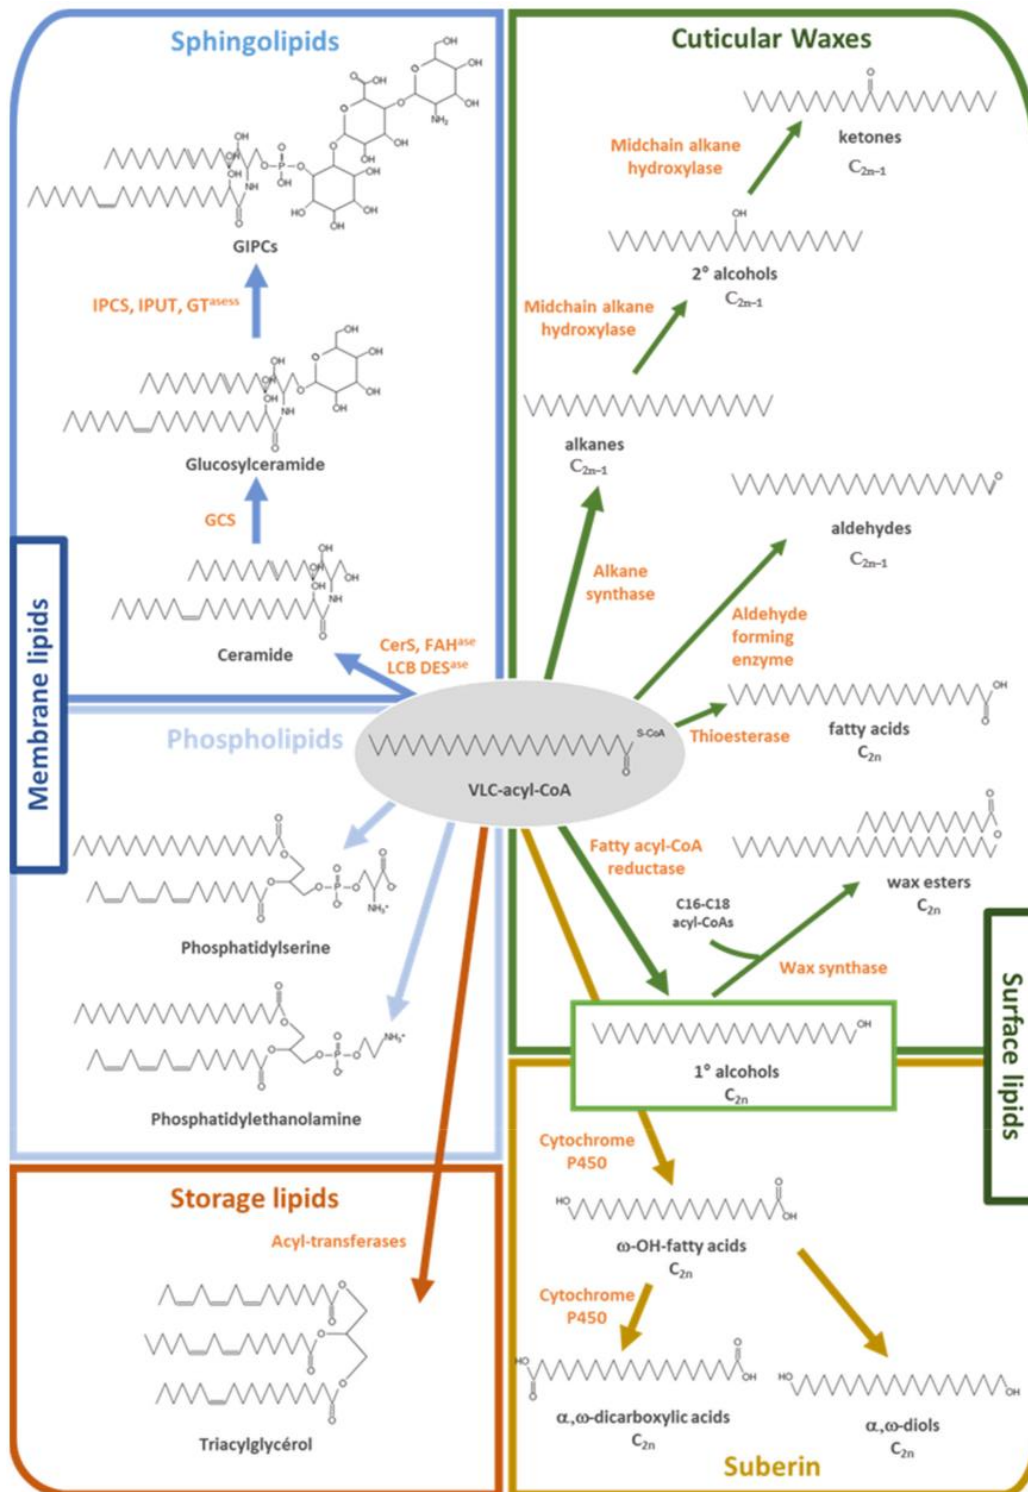 Sphingolipids
GIPCs
IPCS, IPUT, GTasess
Glucosylceramide
GCS
Ceramide
CerS, FAHase
LCB DESase
Membrane lipids
Phospholipids
Phosphatidylserine
Phosphatidylethanolamine
Storage lipids
Acyl-transferases
Triacylglycérol
S-CoA
VLC-acyl-CoA
Cuticular Waxes
ketones
C2n-1
Midchain alkane
hydroxylase
2° alcohols
C2n-1
Midchain alkane
hydroxylase
alkanes
C2n-1
Alkane
synthase
aldehydes
C2n-1
Aldehyde
forming
enzyme
fatty acids
C2n
Thioesterase
Fatty acyl-CoA
reductase
wax esters
C2n
C16-C18
acyl-CoAs
Wax synthase
1° alcohols
C2n
Surface lipids
Cytochrome
P450
ω-OH-fatty acids
C2n
Cytochrome
P450
α,ω-dicarboxylic acids
C2n
α,ω-diols
C2n
Suberin